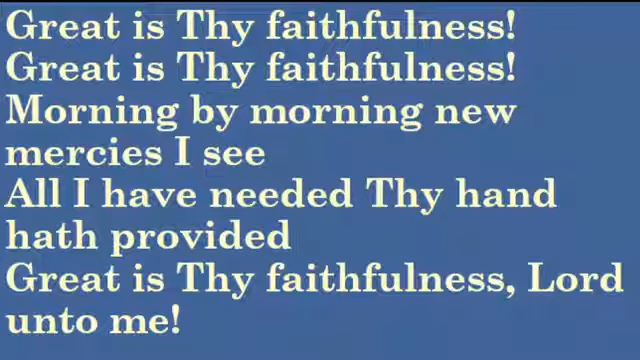 Great is Thy faithfulness!
Great is Thy faithfulness!
Morning by morning new
mercies I see
All I have needed Thy hand
hath provided
Great is Thy faithfulness, Lord
unto me!